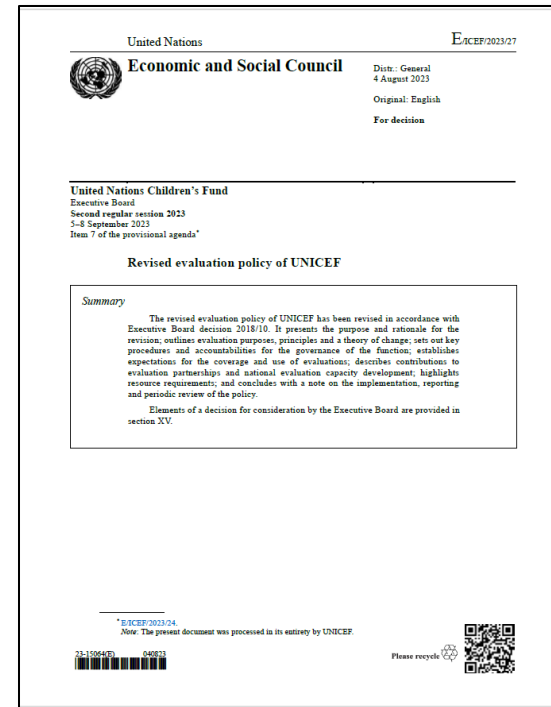 United Nations
E/ICEF/2023/27
Economic and Social Council
Distr.: General
4 August 2023
Original: English
For decision
United Nations Children's Fund
Executive Board
Second regular session 2023
5–8 September 2023
Item 7 of the provisional agenda*
Revised evaluation policy of UNICEF
Summary
The revised evaluation policy of UNICEF has been revised in accordance with
Executive Board decision 2018/10. It presents the purpose and rationale for the
revision; outlines evaluation purposes, principles and a theory of change; sets out key
procedures and accountabilities for the governance of the function; establishes
expectations for the coverage and use of evaluations; describes contributions to
evaluation partnerships and national evaluation capacity development; highlights
resource requirements; and concludes with a note on the implementation, reporting
and periodic review of the policy.
Elements of a decision for consideration by the Executive Board are provided in
section XV.
* E/ICEF/2023/24.
Note: The present document was processed in its entirety by UNICEF.
23-15064(E) 040823
Please recycle